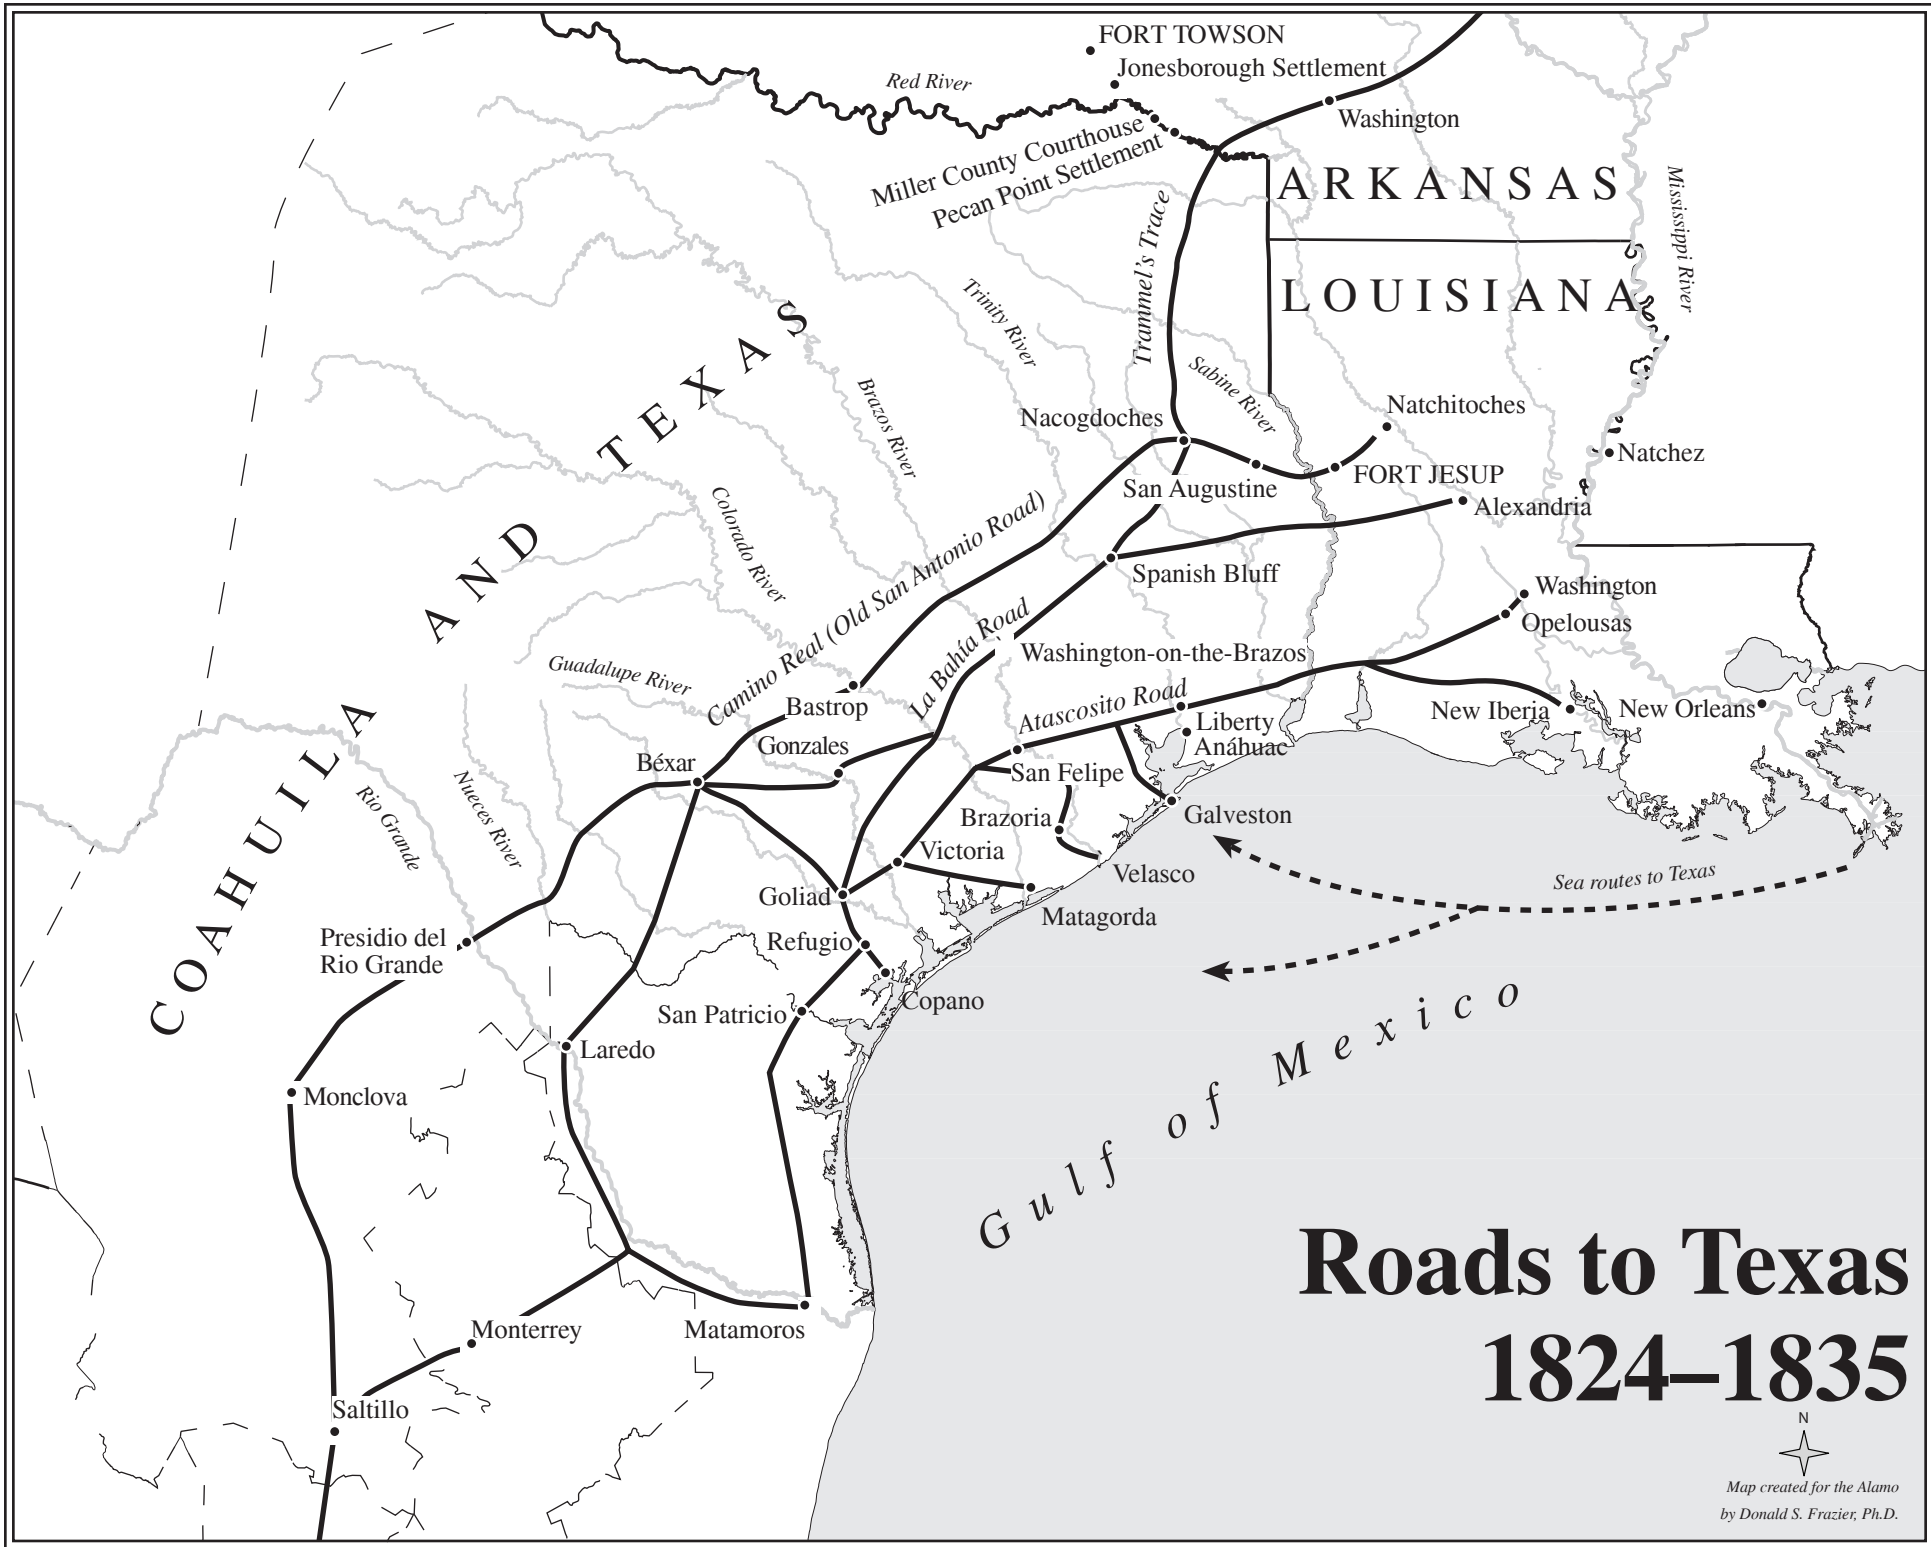 FORT TOWSON
Jonesborough Settlement
Red River
Washington
Miller County Courthouse
Pecan Point Settlement
ARKANSAS
Mississippi River
Trammel's Trace
LOUISIANA
Trinity River
COAHUILA AND TEXAS
Sabine River
Brazos River
Natchitoches
Nacogdoches
Natchez
FORT JESUP
San Augustine
Alexandria
Colorado River
Camino Real (Old San Antonio Road)
Spanish Bluff
Washington
Opelousas
La Bahía Road
Washington-on-the-Brazos
Guadalupe River
Atascosito Road
Bastrop
New Iberia
New Orleans
Liberty
Anáhuac
Gonzales
Béxar
San Felipe
Nueces River
Rio Grande
Brazoria
Galveston
Victoria
Velasco
Sea routes to Texas
Goliad
Matagorda
Presidio del
Rio Grande
Refugio
Copano
San Patricio
Laredo
Gulf of Mexico
Monclova
Monterrey
Matamoros
Saltillo
Roads to Texas
1824–1835
N
Map created for the Alamo
by Donald S. Frazier, Ph.D.